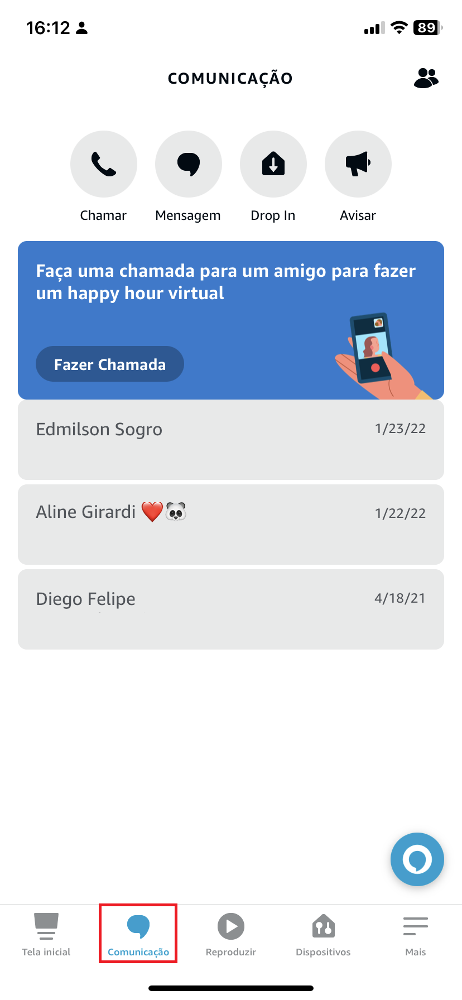 16:12
89
COMUNICAÇÃO
Chamar Mensagem Drop In Avisar
Faça uma chamada para um amigo para fazer
um happy hour virtual
Fazer Chamada
Edmilson Sogro 1/23/22
Aline Girardi ❤️🐼 1/22/22
Diego Felipe 4/18/21
Tela inicial Comunicação Reproduzir Dispositivos Mais